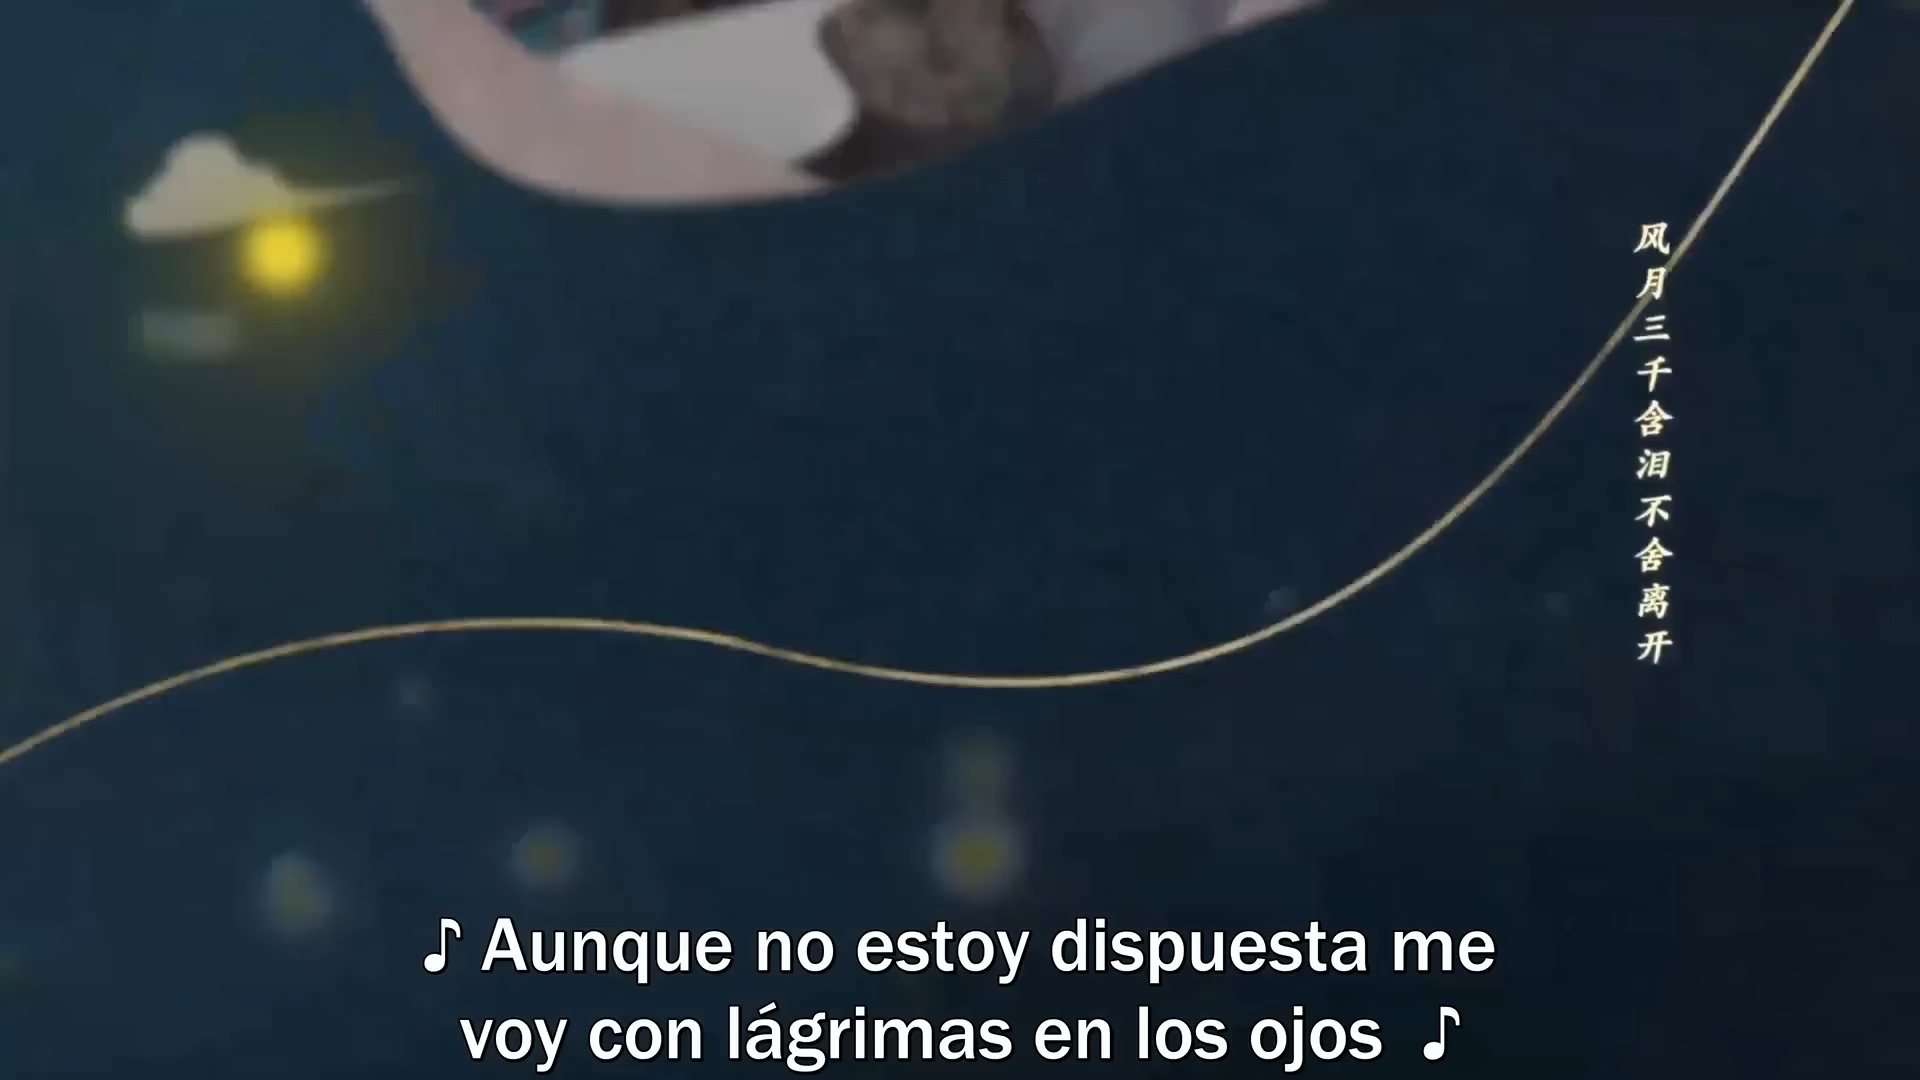 风月三千含泪不舍离开
♪ Aunque no estoy dispuesta me
voy con lágrimas en los ojos ♪